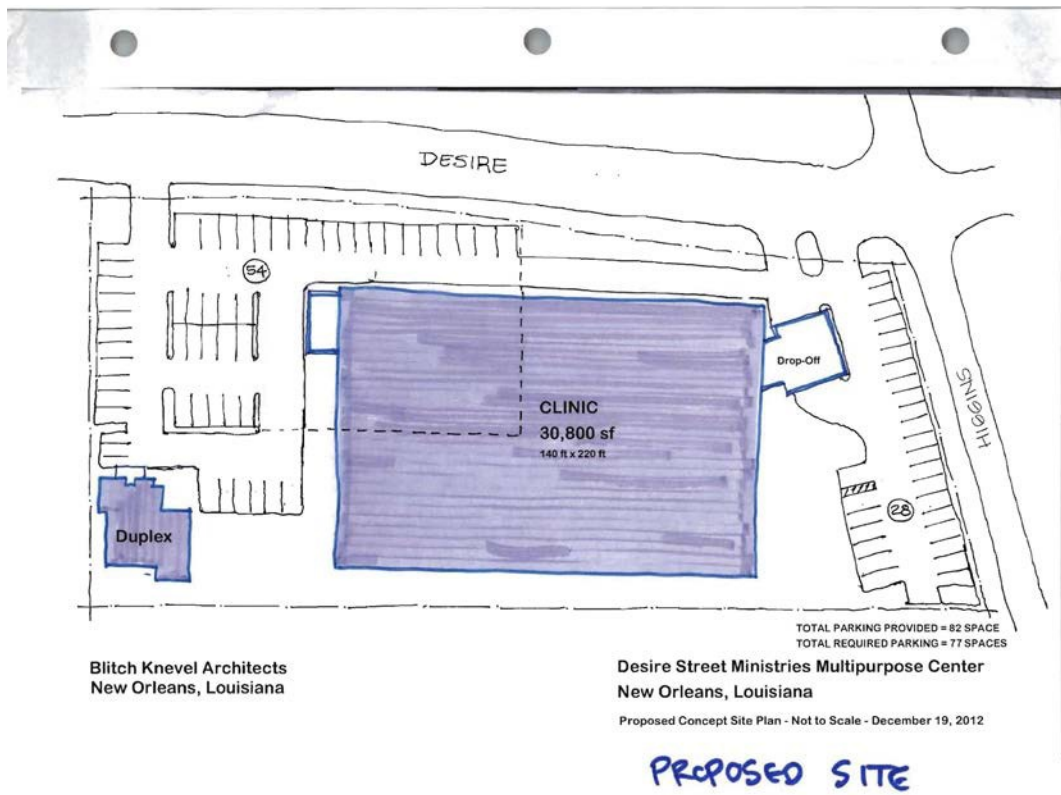 DESIRE
54
Drop-Off
HIGGINS
CLINIC
30,800 sf
140 ft x 220 ft
28
Duplex
TOTAL PARKING PROVIDED = 82 SPACE
TOTAL REQUIRED PARKING = 77 SPACES
Blitch Knevel Architects
New Orleans, Louisiana
Desire Street Ministries Multipurpose Center
New Orleans, Louisiana
Proposed Concept Site Plan - Not to Scale - December 19, 2012
PROPOSED SITE